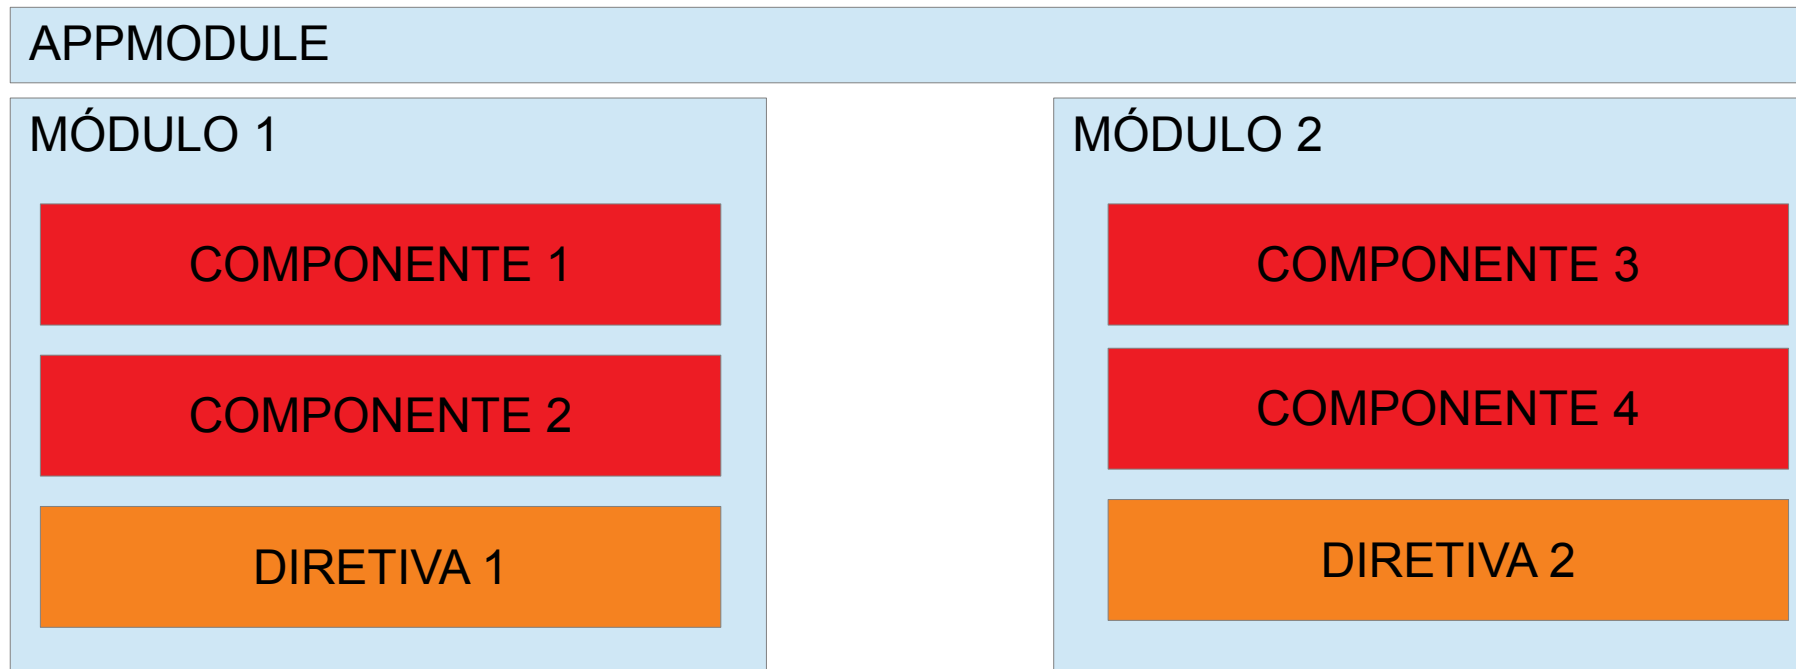 APPMODULE
MÓDULO 1
COMPONENTE 1
COMPONENTE 2
DIRETIVA 1
MÓDULO 2
COMPONENTE 3
COMPONENTE 4
DIRETIVA 2